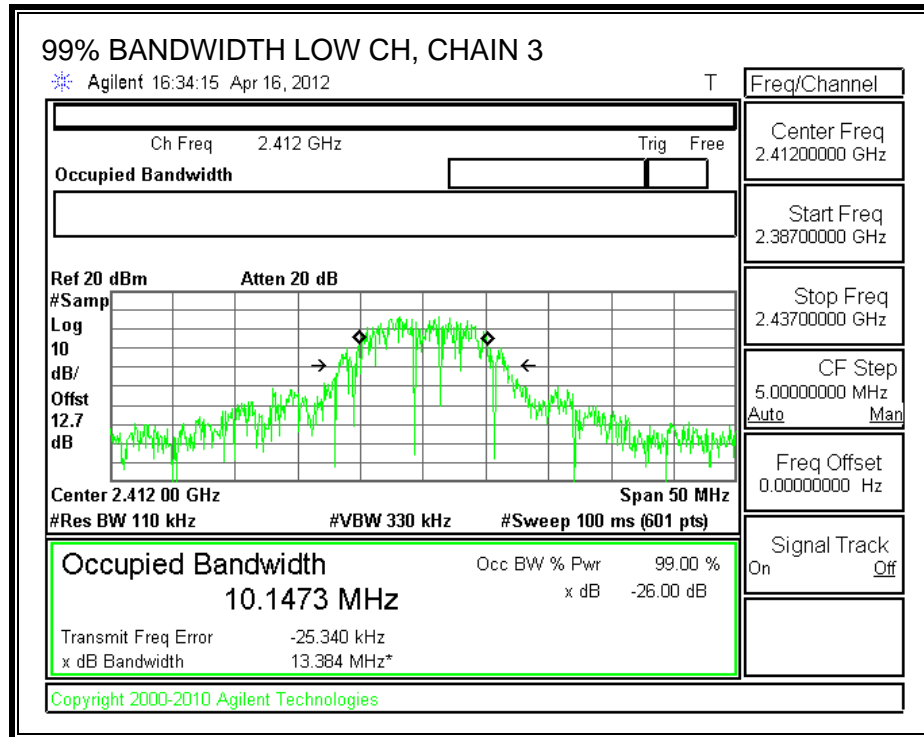 99% BANDWIDTH LOW CH, CHAIN 3
Agilent 16:34:15 Apr 16, 2012 T
Ch Freq 2.412 GHz Trig Free
Occupied Bandwidth
Ref 20 dBm Atten 20 dB
#Samp
Log
10
dB/
Offst
12.7
dB
Center 2.412 00 GHz Span 50 MHz
#Res BW 110 kHz #VBW 330 kHz #Sweep 100 ms (601 pts)
Occupied Bandwidth
10.1473 MHz
Occ BW % Pwr 99.00 %
x dB -26.00 dB
Transmit Freq Error -25.340 kHz
x dB Bandwidth 13.384 MHz*
Copyright 2000-2010 Agilent Technologies
Freq/Channel
Center Freq
2.41200000 GHz
Start Freq
2.38700000 GHz
Stop Freq
2.43700000 GHz
CF Step
5.00000000 MHz
Auto Man
Freq Offset
0.00000000 Hz
Signal Track
On Off